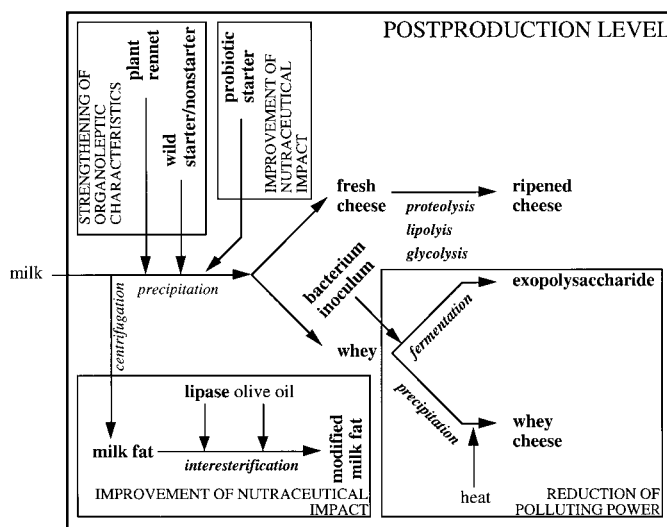 POSTPRODUCTION LEVEL
STRENGTHENING OF
ORGANOLEPTIC
CHARACTERISTICS
plant
rennet
wild
starter/nonstarter
probiotic
starter
IMPROVEMENT OF
NUTRACEUTICAL
IMPACT
fresh
cheese
proteolysis
lipolyis
glycolysis
ripened
cheese
milk
precipitation
centrifugation
bacterium
inoculum
whey
fermentation
exopolysaccharide
precipitation
whey
cheese
heat
REDUCTION OF
POLLUTING POWER
lipase olive oil
milk fat
interesterification
modified
milk fat
IMPROVEMENT OF NUTRACEUTICAL
IMPACT